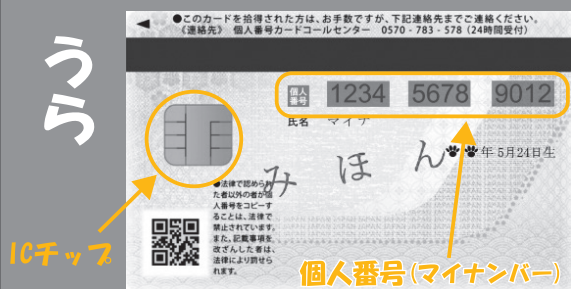 うら
●このカードを拾得された方は、お手数ですが、下記連絡先までご連絡ください。
《連絡先》 個人番号カードコールセンター 0570-783-578(24時間受付)
個人番号 1234 5678 9012
氏名 マイナ
年5月24日生
みほん
●法律で認められ
た者以外の者が個
人番号をコピーす
ることは、法律で
禁止されています。
また、記載事項を
改ざんした者は、
法律により罰せら
れます。
ICチップ
個人番号(マイナンバー)